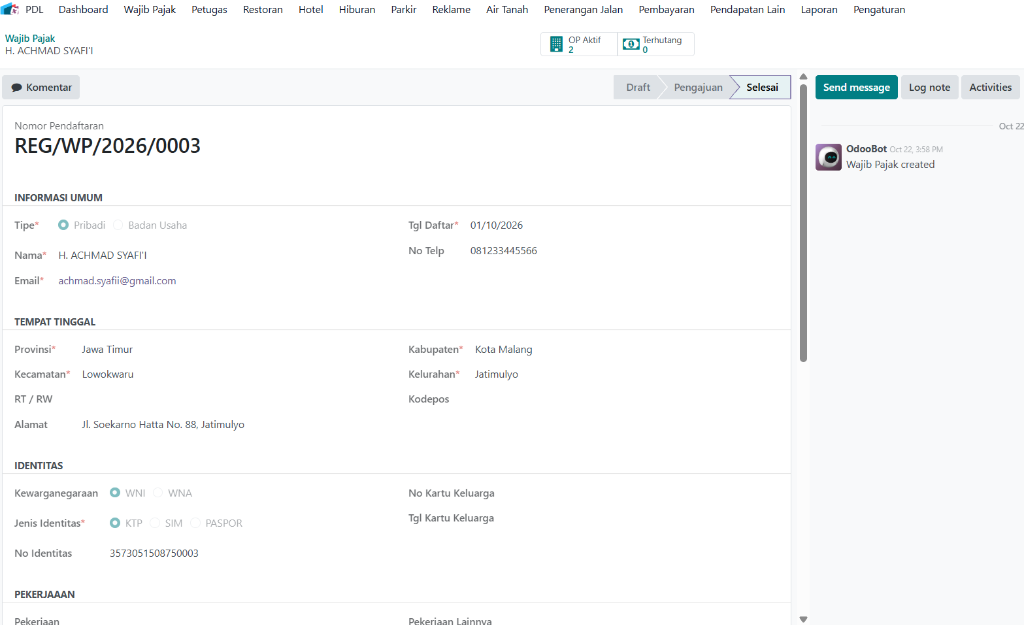 PDL Dashboard Wajib Pajak Petugas Restoran Hotel Hiburan Parkir Reklame Air Tanah Penerangan Jalan Pembayaran Pendapatan Lain Laporan Pengaturan
Wajib Pajak
H. ACHMAD SYAFI'I
OP Aktif
2
Terhutang
0
Komentar
Draft Pengajuan Selesai
Send message Log note Activities
Nomor Pendaftaran
REG/WP/2026/0003
Oct 22
OdooBot Oct 22, 3:58 PM
Wajib Pajak created
INFORMASI UMUM
Tipe* Pribadi Badan Usaha
Tgl Daftar* 01/10/2026
Nama* H. ACHMAD SYAFI'I
No Telp 081233445566
Email* achmad.syafii@gmail.com
TEMPAT TINGGAL
Provinsi* Jawa Timur
Kabupaten* Kota Malang
Kecamatan* Lowokwaru
Kelurahan* Jatimulyo
RT / RW
Kodepos
Alamat Jl. Soekarno Hatta No. 88, Jatimulyo
IDENTITAS
Kewarganegaraan WNI WNA
No Kartu Keluarga
Jenis Identitas* KTP SIM PASPOR
Tgl Kartu Keluarga
No Identitas 3573051508750003
PEKERJAAAN
Pekerjaan
Pekerjaan Lainnya